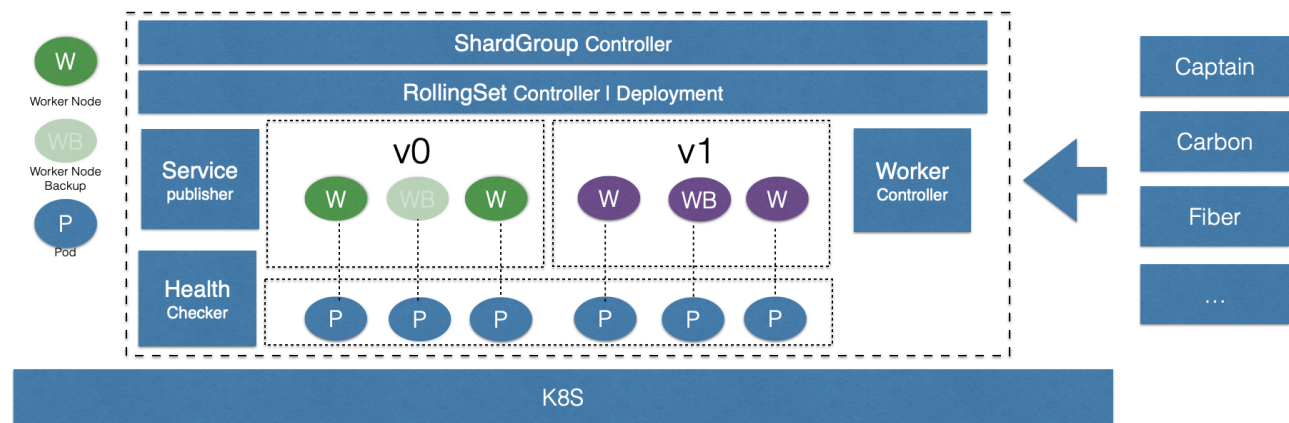 W
Worker Node
WB
Worker Node
Backup
P
Pod
ShardGroup Controller
RollingSet Controller | Deployment
Service
publisher
Health
Checker
v0
W
WB
W
v1
W
WB
W
P
P
P
P
P
P
Worker
Controller
Captain
Carbon
Fiber
...
K8S